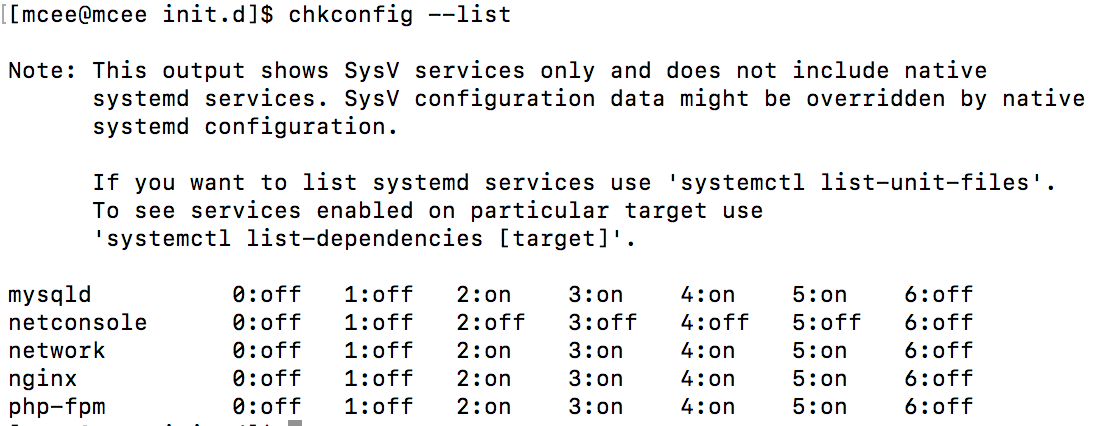 [[mcee@mcee init.d]$ chkconfig --list
Note: This output shows SysV services only and does not include native
systemd services. SysV configuration data might be overridden by native
systemd configuration.
If you want to list systemd services use 'systemctl list-unit-files'.
To see services enabled on particular target use
'systemctl list-dependencies [target]'.
mysqld 0:off 1:off 2:on 3:on 4:on 5:on 6:off
netconsole 0:off 1:off 2:off 3:off 4:off 5:off 6:off
network 0:off 1:off 2:on 3:on 4:on 5:on 6:off
nginx 0:off 1:off 2:on 3:on 4:on 5:on 6:off
php-fpm 0:off 1:off 2:on 3:on 4:on 5:on 6:off